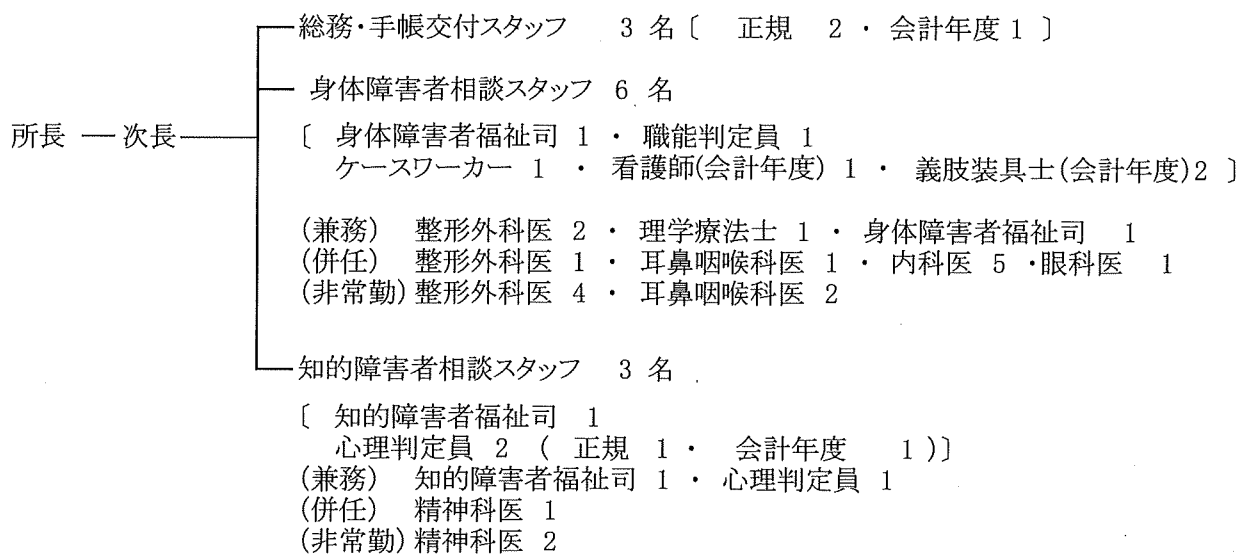 総務・手帳交付スタッフ 3 名〔 正規 2 ・ 会計年度 1 〕
身体障害者相談スタッフ 6 名
所長 ― 次長
〔 身体障害者福祉司 1 ・ 職能判定員 1
ケースワーカー 1 ・ 看護師(会計年度) 1 ・ 義肢装具士(会計年度)2 〕
(兼務) 整形外科医 2 ・ 理学療法士 1 ・ 身体障害者福祉司 1
(併任) 整形外科医 1 ・ 耳鼻咽喉科医 1 ・ 内科医 5 ・眼科医 1
(非常勤) 整形外科医 4 ・ 耳鼻咽喉科医 2
知的障害者相談スタッフ 3 名
〔 知的障害者福祉司 1
心理判定員 2 ( 正規 1 ・ 会計年度 1 )〕
(兼務) 知的障害者福祉司 1 ・ 心理判定員 1
(併任) 精神科医 1
(非常勤) 精神科医 2